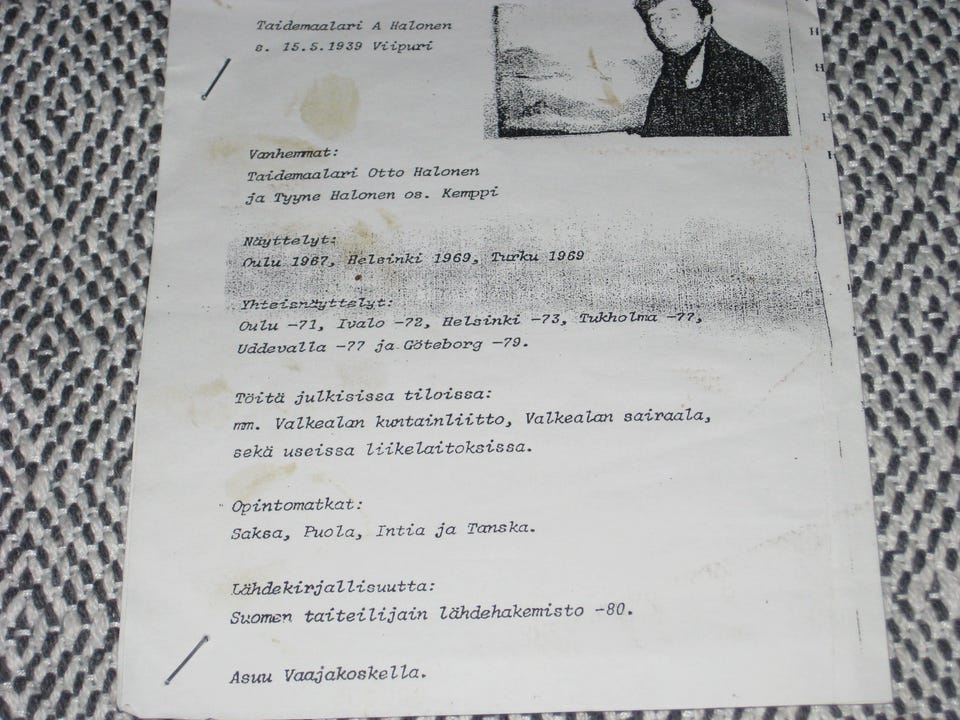 Taidemaalari A Halonen
s. 15.5.1939 Viipuri
Vanhemmat:
Taidemaalari Otto Halonen
ja Tyyne Halonen os. Kemppi
Näyttelyt:
Oulu 1967, Helsinki 1969, Turku 1969
Yhteisnäyttelyt:
Oulu -71, Ivalo -72, Helsinki -73, Tukholma -77,
Uddevalla -77 ja Göteborg -79.
Töitä julkisissa tiloissa:
mm. Valkealan kuntainliitto, Valkealan sairaala,
sekä useissa liikelaitoksissa.
Opintomatkat:
Saksa, Puola, Intia ja Tanska.
Lähdekirjallisuutta:
Suomen taiteilijain lähdehakemisto -80.
Asuu Vaajakoskella.